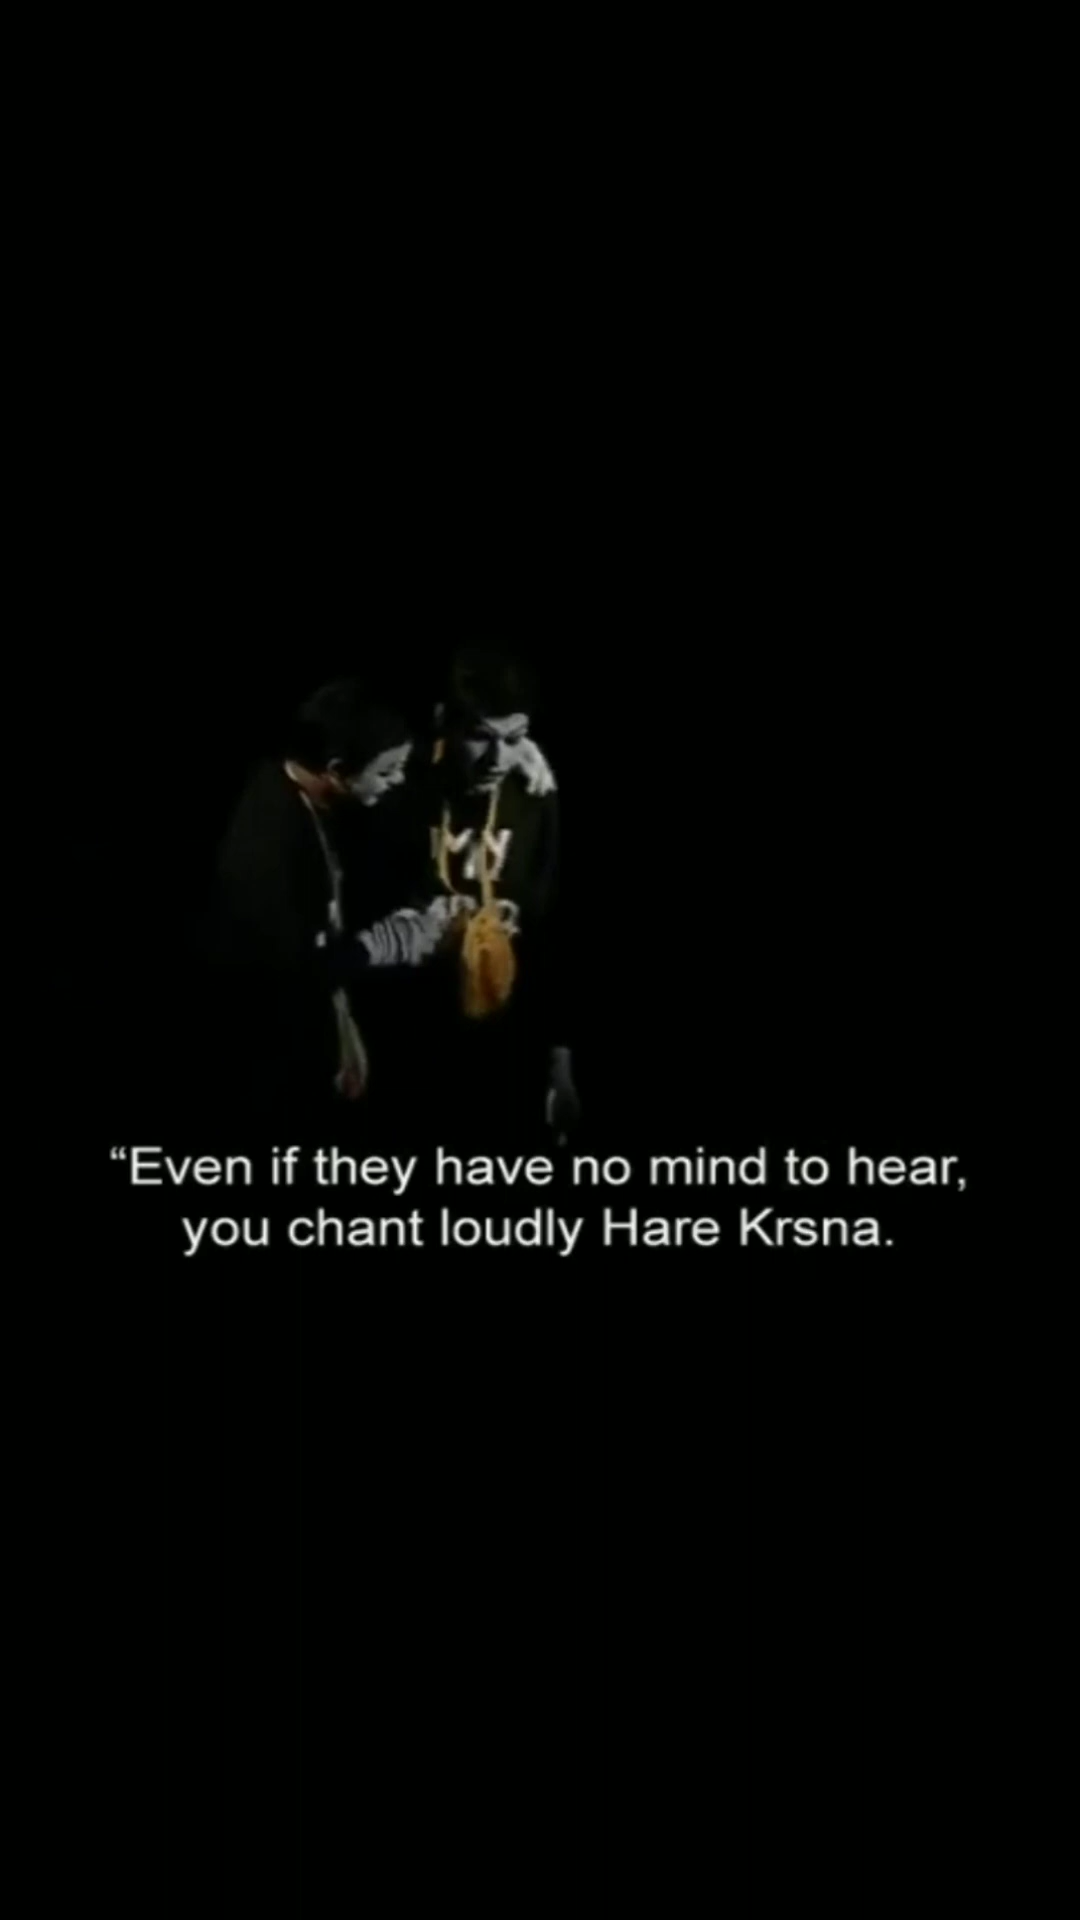 “Even if they have no mind to hear,
you chant loudly Hare Krsna.